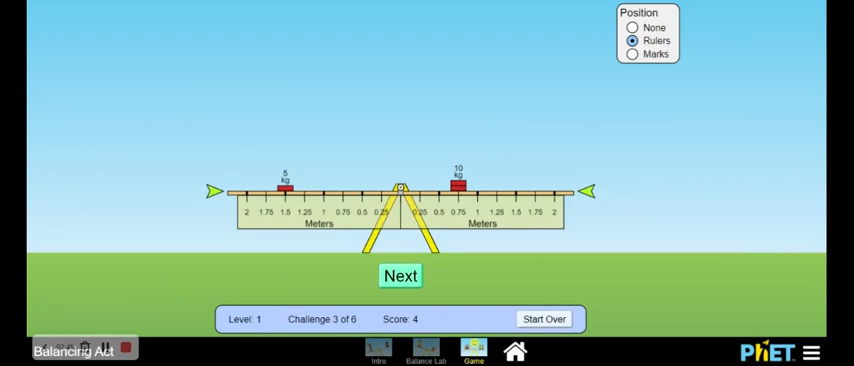 Position
None
Rulers
Marks
5
kg
10
kg
2 1.75 1.5 1.25 1 0.75 0.5 0.25 0.25 0.5 0.75 1 1.25 1.5 1.75 2
Meters Meters
Next
Level: 1 Challenge 3 of 6 Score: 4 Start Over
Balancing Act
Intro Balance Lab Game
PhET